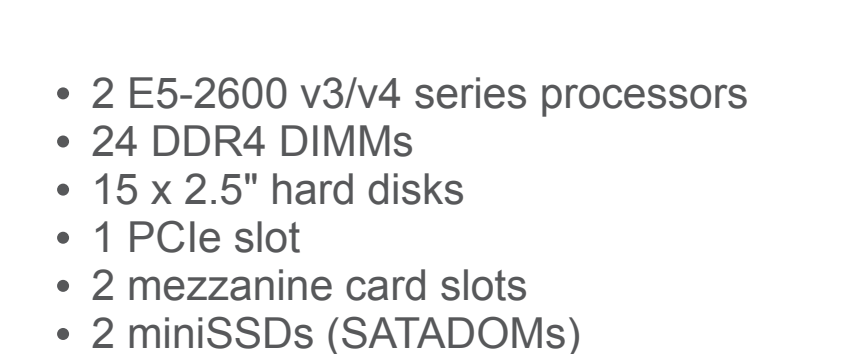 • 2 E5-2600 v3/v4 series processors
• 24 DDR4 DIMMs
• 15 x 2.5" hard disks
• 1 PCIe slot
• 2 mezzanine card slots
• 2 miniSSDs (SATADOMs)